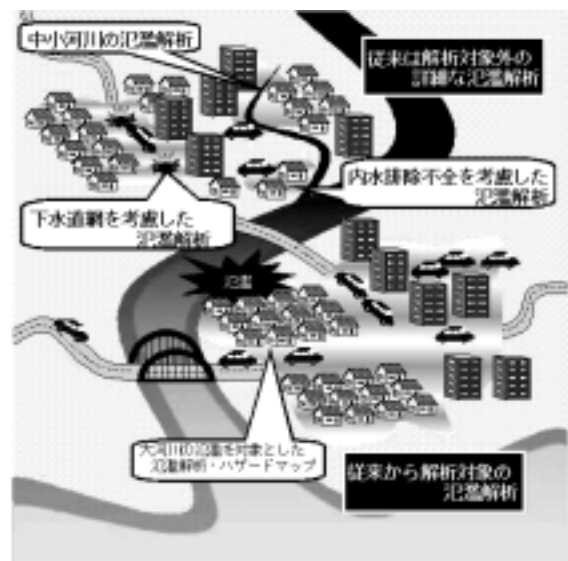 中小河川の氾濫解析
従来は解析対象外の
詳細な氾濫解析
内水排除不全を考慮した
氾濫解析
下水道網を考慮した
氾濫解析
氾濫
大河川の氾濫を対象とした
氾濫解析・ハザードマップ
従来から解析対象の
氾濫解析